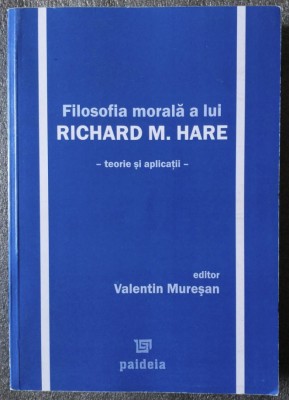 Filosofia morală a lui
RICHARD M. HARE
– teorie și aplicații –
editor
Valentin Mureșan
paideia